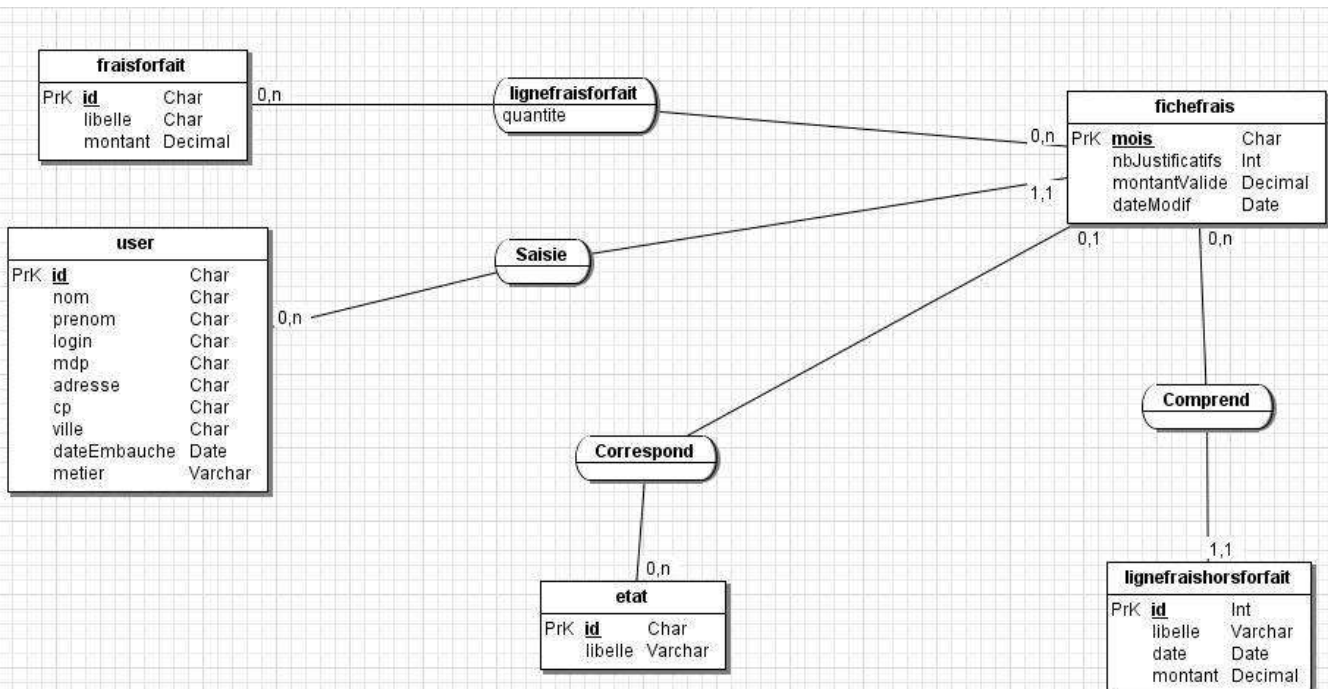 fraisforfait
PrK id Char
libelle Char
montant Decimal
0,n
lignefraisforfait
quantite
0,n
fichefrais
PrK mois Char
nbJustificatifs Int
montantValide Decimal
dateModif Date
1,1
0,1
0,n
user
PrK id Char
nom Char
prenom Char
login Char
mdp Char
adresse Char
cp Char
ville Char
dateEmbauche Date
metier Varchar
0,n
Saisie
Correspond
Comprend
0,n
etat
PrK id Char
libelle Varchar
1,1
lignefraishorsforfait
PrK id Int
libelle Varchar
date Date
montant Decimal